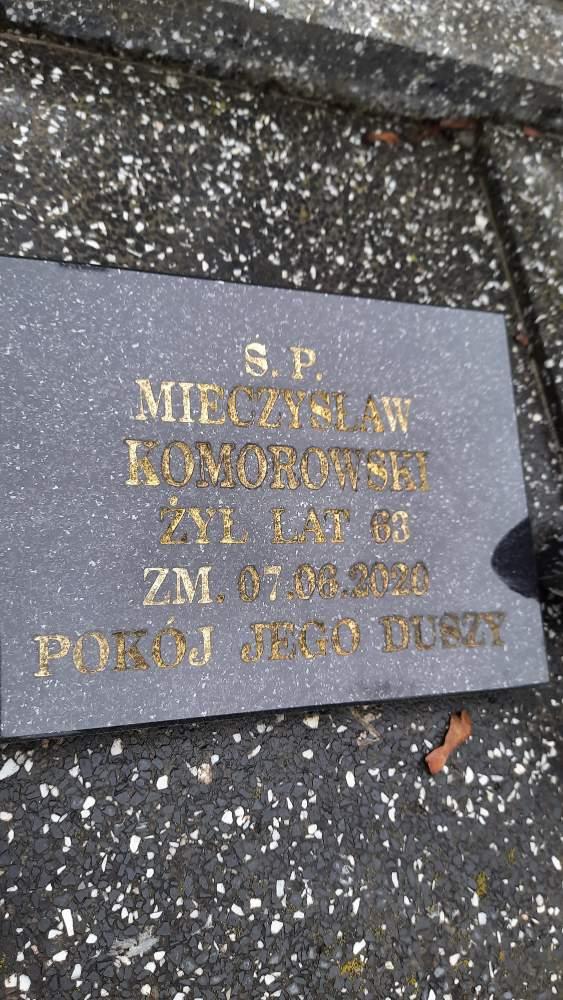 Ś. P.
MIECZYSŁAW
KOMOROWSKI
ŻYŁ LAT 63
ZM. 07.06.2020
POKÓJ JEGO DUSZY